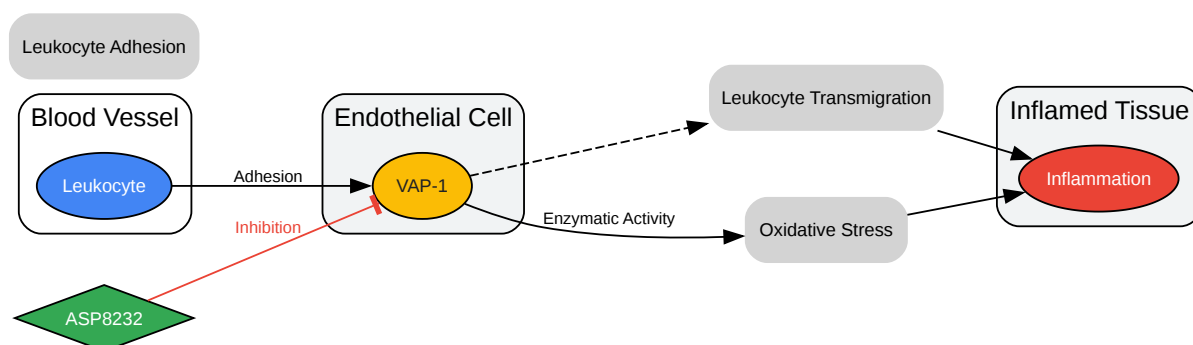 Leukocyte Adhesion
Blood Vessel
Leukocyte
Adhesion
Inhibition
ASP8232
Endothelial Cell
VAP-1
Enzymatic Activity
Leukocyte Transmigration
Oxidative Stress
Inflamed Tissue
Inflammation